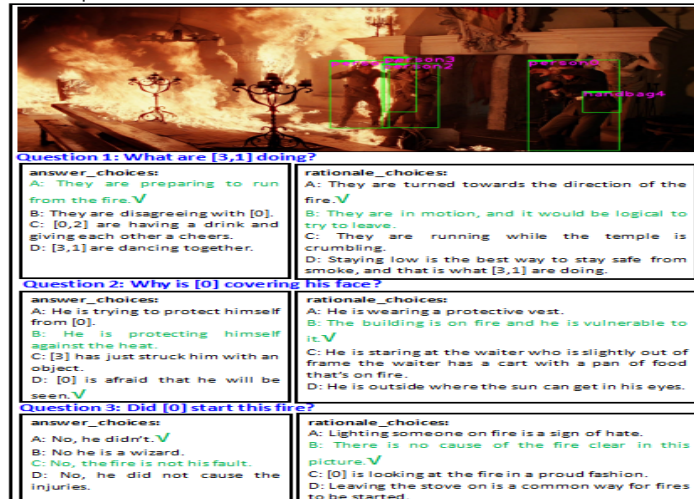 person3
person2
person0
handbag4
Question 1: What are [3,1] doing?
answer_choices:
A: They are preparing to run
from the fire.✓
B: They are disagreeing with [0].
C: [0,2] are having a drink and
giving each other a cheers.
D: [3,1] are dancing together.
rationale_choices:
A: They are turned towards the direction of the
fire.✓
B: They are in motion, and it would be logical to
try to leave.
C: They are running while the temple is
crumbling.
D: Staying low is the best way to stay safe from
smoke, and that is what [3,1] are doing.
Question 2: Why is [0] covering his face?
answer_choices:
A: He is trying to protect himself
from [0].
B: He is protecting himself
against the heat.
C: [3] has just struck him with an
object.
D: [0] is afraid that he will be
seen.✓
rationale_choices:
A: He is wearing a protective vest.
B: The building is on fire and he is vulnerable to
it.✓
C: He is staring at the waiter who is slightly out of
frame the waiter has a cart with a pan of food
that's on fire.
D: He is outside where the sun can get in his eyes.
Question 3: Did [0] start this fire?
answer_choices:
A: No, he didn't.✓
B: No he is a wizard.
C: No, the fire is not his fault.
D: No, he did not cause the
injuries.
rationale_choices:
A: Lighting someone on fire is a sign of hate.
B: There is no cause of the fire clear in this
picture.✓
C: [0] is looking at the fire in a proud fashion.
D: Leaving the stove on is a common way for fires
to be started.